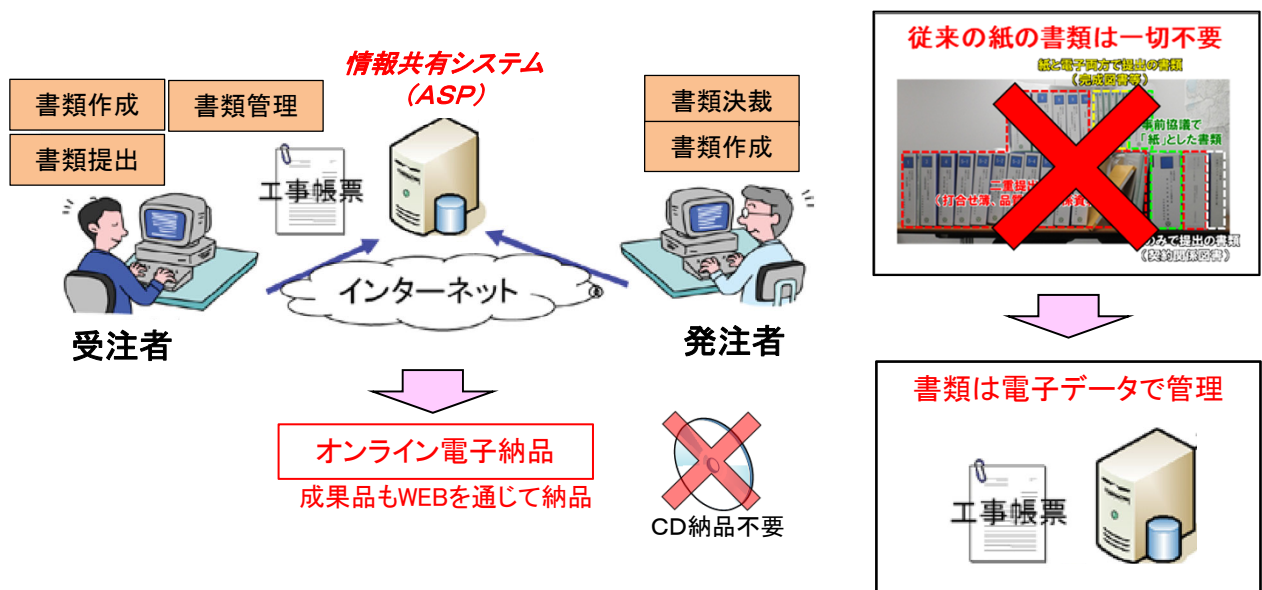 情報共有システム
（ASP）
書類作成
書類管理
書類提出
工事帳票
書類決裁
書類作成
インターネット
受注者
発注者
オンライン電子納品
成果品もWEBを通じて納品
CD納品不要
従来の紙の書類は一切不要
紙と電子両方で提出の書類
（完成図書等）
事前協議で
「紙」とした書類
二重提出
（打合せ簿、品質
のみで提出の書類
（契約関係図書）
書類は電子データで管理
工事帳票